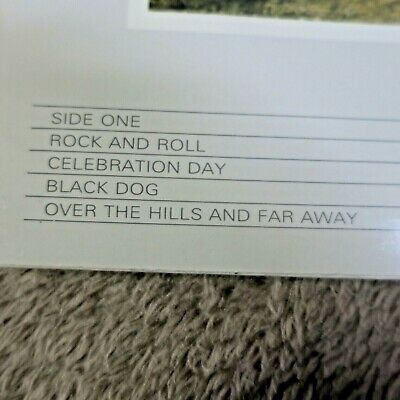 SIDE ONE
ROCK AND ROLL
CELEBRATION DAY
BLACK DOG
OVER THE HILLS AND FAR AWAY